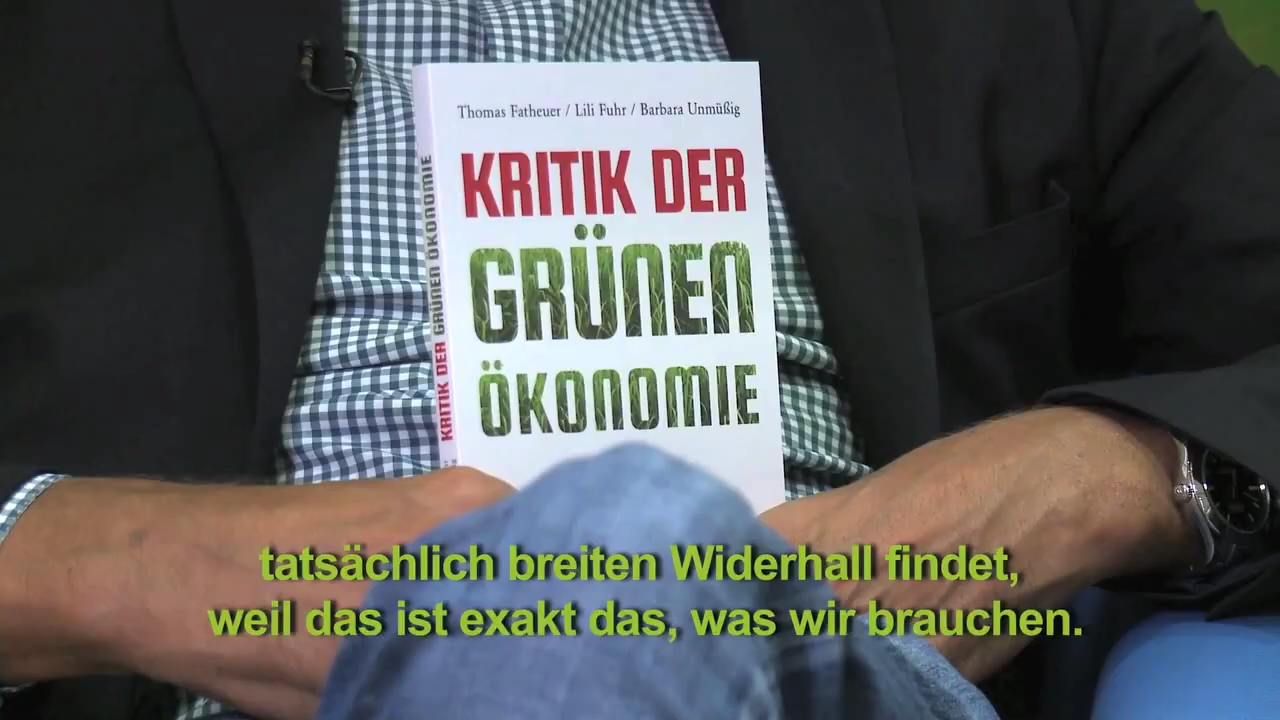 Thomas Fatheuer / Lili Fuhr / Barbara Unmüßig
KRITIK DER
GRÜNEN
ÖKONOMIE
KRITIK DER GRÜNEN ÖKONOMIE
tatsächlich breiten Widerhall findet,
weil das ist exakt das, was wir brauchen.